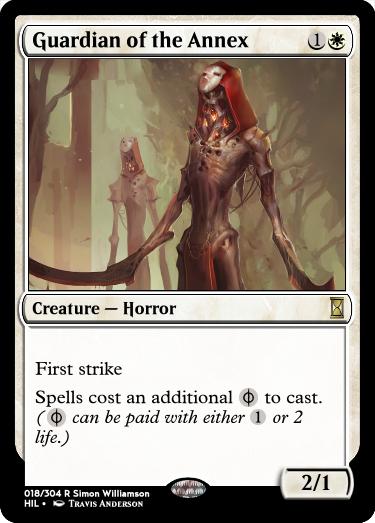 Guardian of the Annex 1
Creature — Horror
First strike
Spells cost an additional Φ to cast.
(Φ can be paid with either 1 or 2
life.)
2/1
018/304 R Simon Williamson
HIL • Travis Anderson